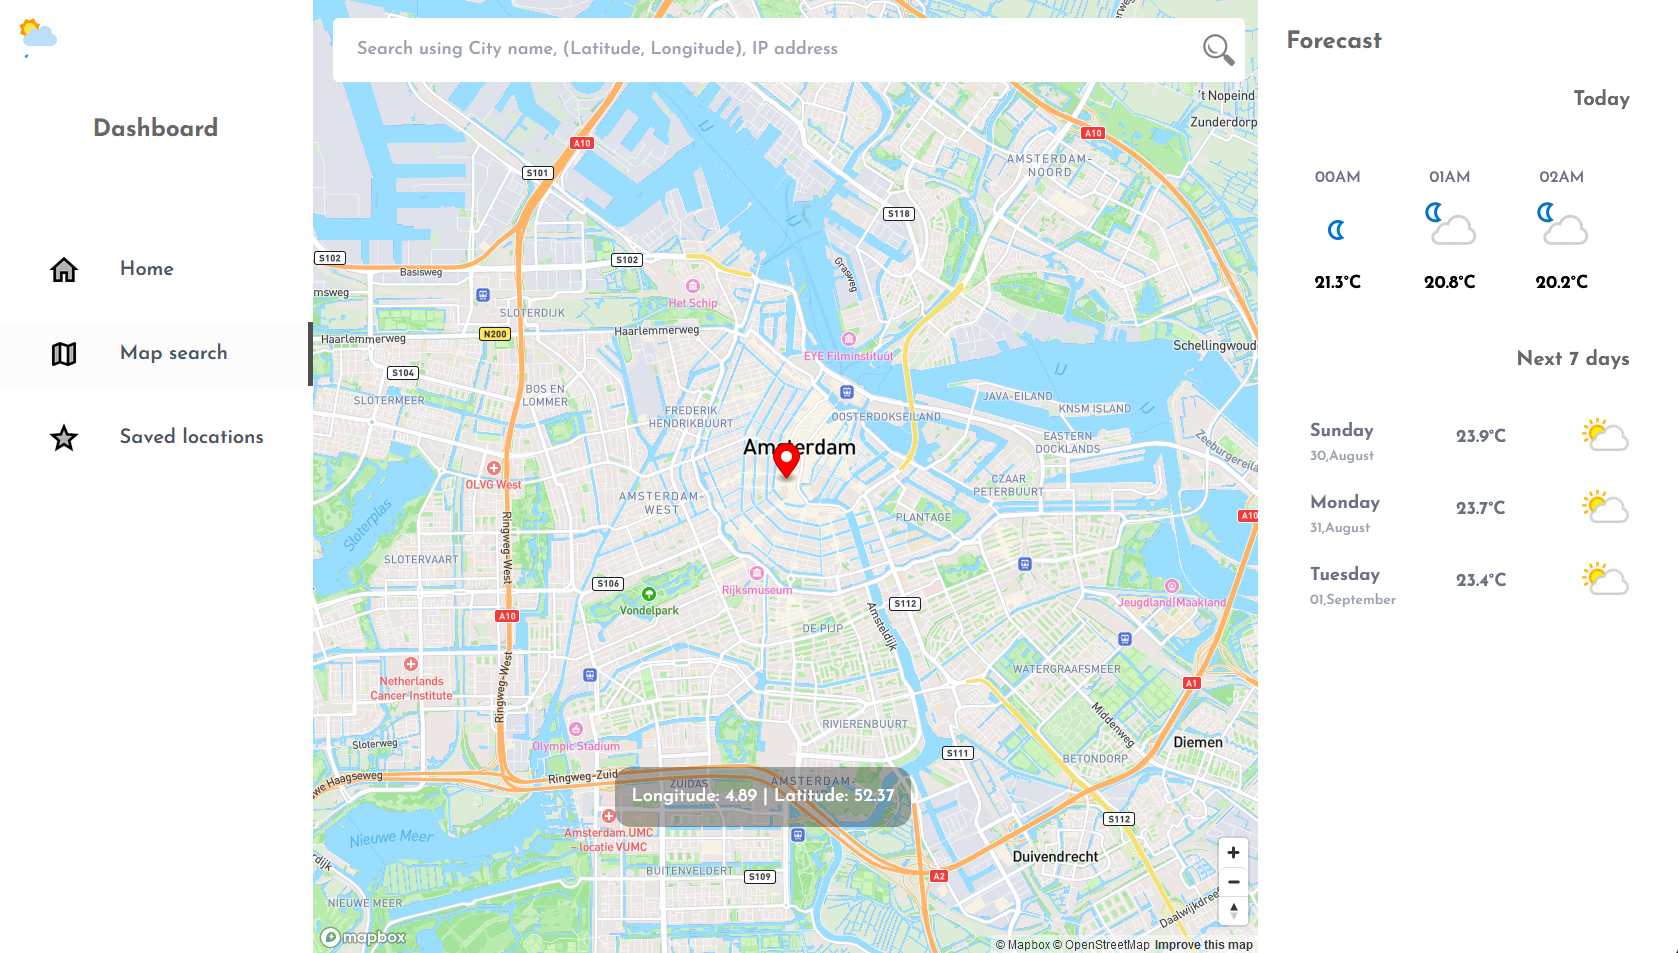 Dashboard
Home
Map search
Saved locations
Search using City name, (Latitude, Longitude), IP address
't Nopeind
Zunderdorp
A10
A10
S101
AMSTERDAM-
NOORD
S118
S102
S102
Basisweg
Grasweg
msweg
Het Schip
SLOTERDIJK
N200
Haarlemmerweg
Haarlemmerweg
EYE Filminstituut
Schellingwoud
S104
BOS EN
LOMMER
SLOTERMEER
FREDERIK
HENDRIKBUURT
OOSTERDOKSEILAND
JAVA-EILAND
KNSM ISLAND
Amsterdam
EASTERN
DOCKLANDS
Zeeburgereila
OLVG West
CZAAR
PETERBUURT
AMSTERDAM-
WEST
Sloterplas
Ringweg-West
PLANTAGE
A10
SLOTERVAART
S106
Rijksmuseum
Vondelpark
S112
Jeugdland|Maakland
A10
Amsteldijk
DE PIJP
Netherlands
Cancer Institute
Ringweg-West
WATERGRAAFSMEER
A1
RIVIERENBUURT
Middenweg
Olympic Stadium
Sloterweg
S111
Diemen
BETONDORP
we Haagseweg
Ringweg-Zuid
ZUIDAS
AMSTERDAM-
Longitude: 4.89 | Latitude: 52.37
S112
Nieuwe Meer
Amsterdam UMC
– locatie VUMC
Duivendrecht
rdijk
BUITENVELDERT
S109
A2
NIEUWE MEER
Daalwijkdree
mapbox
© Mapbox © OpenStreetMap Improve this map
Forecast
Today
00AM 01AM 02AM
21.3°C 20.8°C 20.2°C
Next 7 days
Sunday
30,August
23.9°C
Monday
31,August
23.7°C
Tuesday
01,September
23.4°C